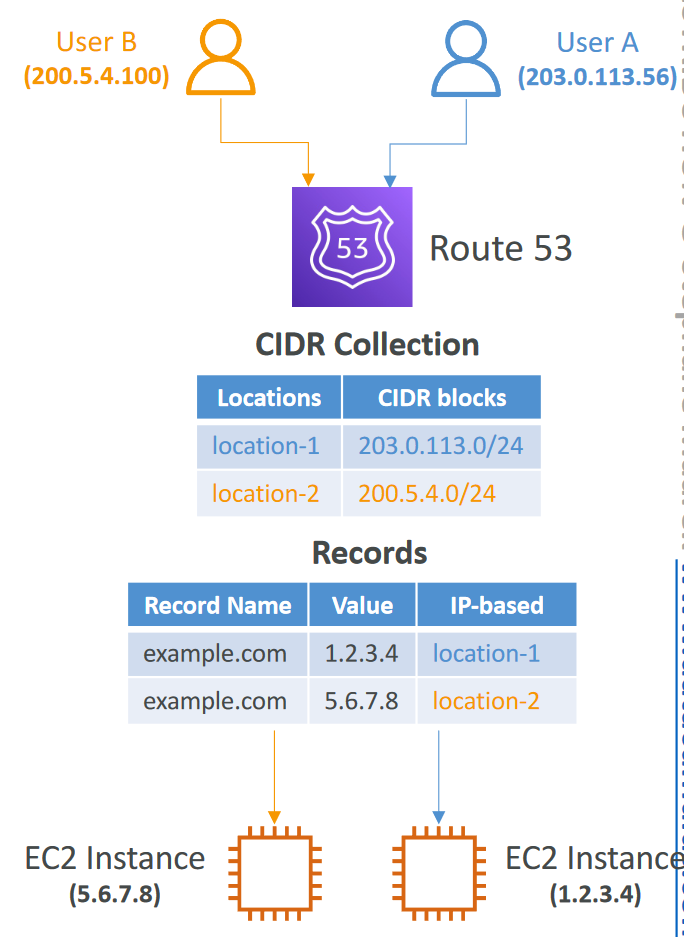 User B
(200.5.4.100)
User A
(203.0.113.56)
53
Route 53
CIDR Collection
Locations CIDR blocks
location-1 203.0.113.0/24
location-2 200.5.4.0/24
Records
Record Name Value IP-based
example.com 1.2.3.4 location-1
example.com 5.6.7.8 location-2
EC2 Instance
(5.6.7.8)
EC2 Instance
(1.2.3.4)